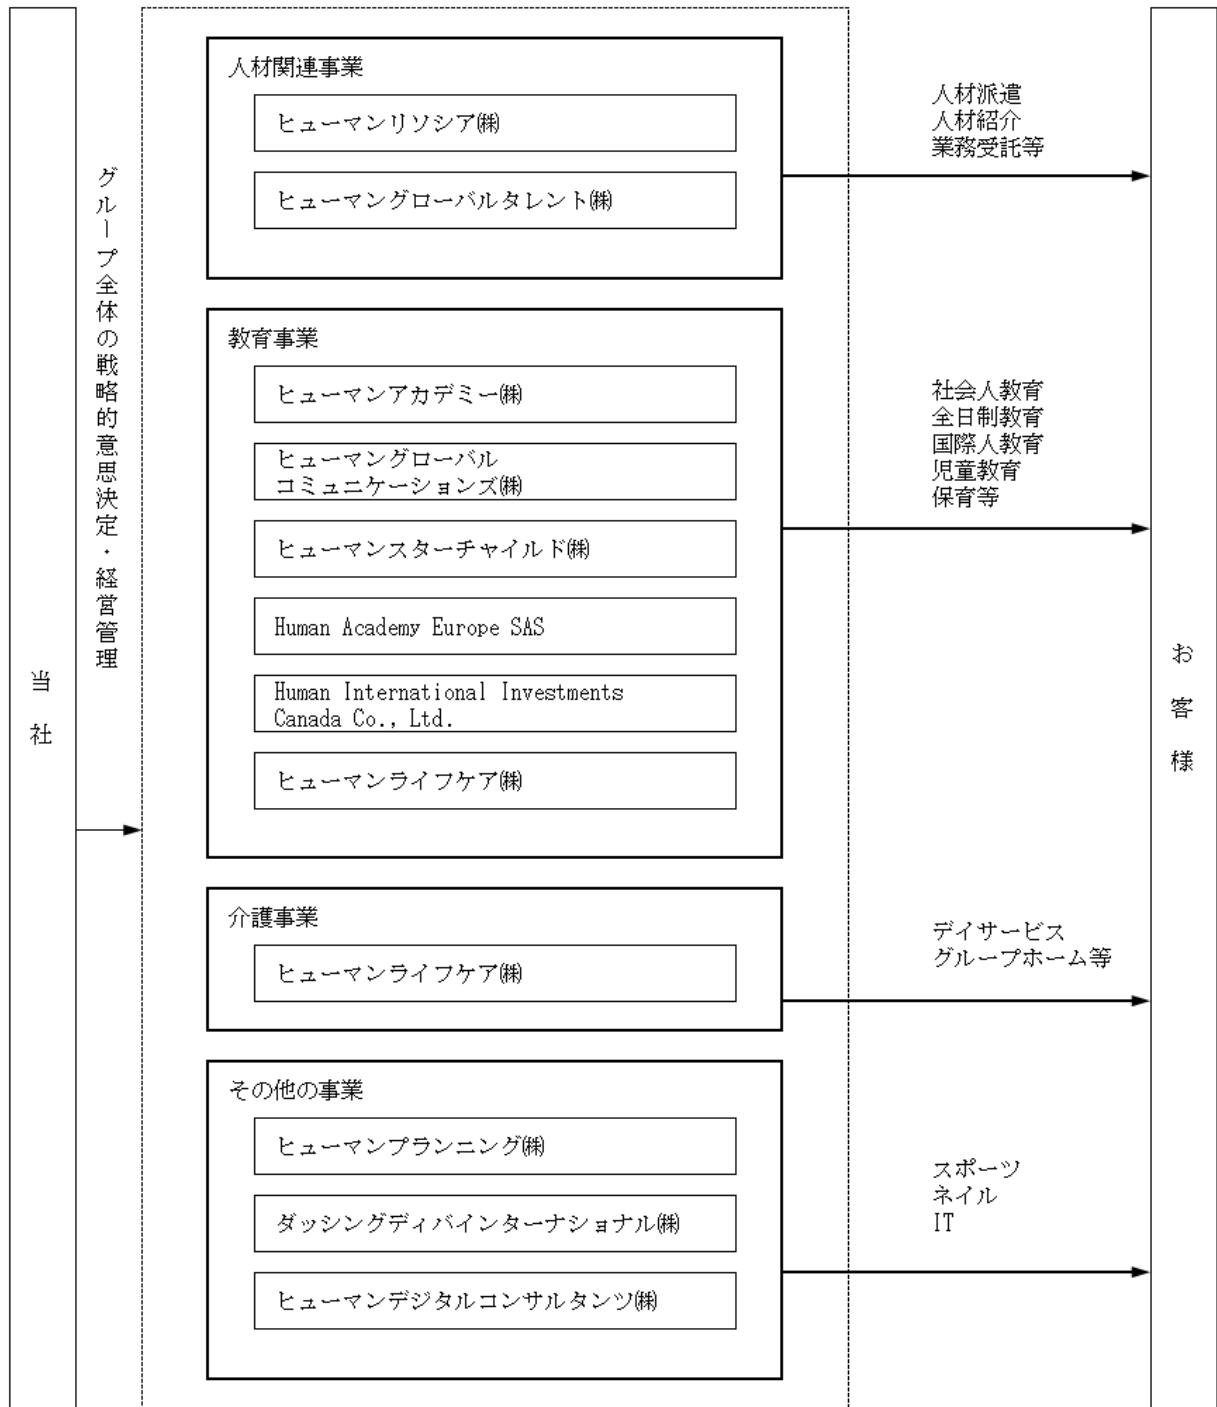 当社
グループ全体の戦略的意思決定・経営管理
人材関連事業
ヒューマンリソシア㈱
ヒューマングローバルタレント㈱
人材派遣
人材紹介
業務受託等
教育事業
ヒューマンアカデミー㈱
ヒューマングローバル
コミュニケーションズ㈱
ヒューマンスターチャイルド㈱
Human Academy Europe SAS
Human International Investments
Canada Co., Ltd.
ヒューマンライフケア㈱
社会人教育
全日制教育
国際人教育
児童教育
保育等
介護事業
ヒューマンライフケア㈱
デイサービス
グループホーム等
その他の事業
ヒューマンプランニング㈱
ダッシングディバインターナショナル㈱
ヒューマンデジタルコンサルタンツ㈱
スポーツ
ネイル
IT
お客様